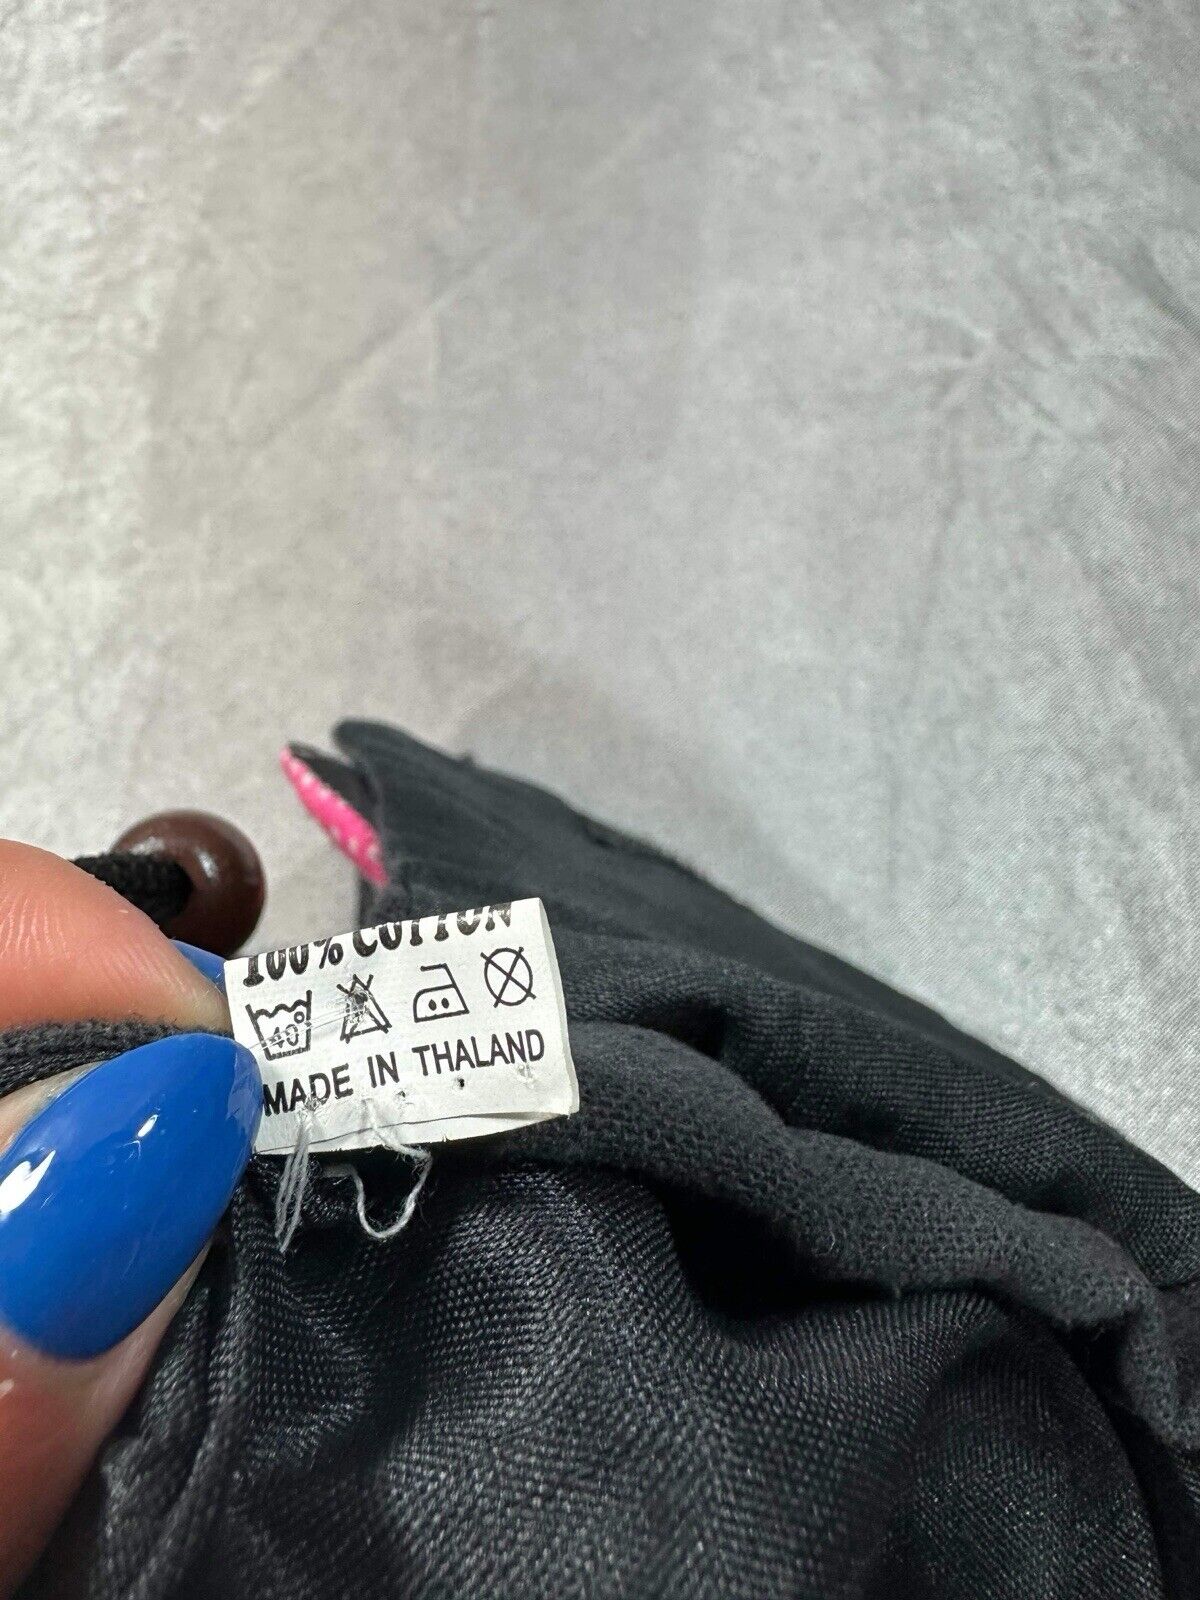 100% COTTON
40°
MADE IN THALAND